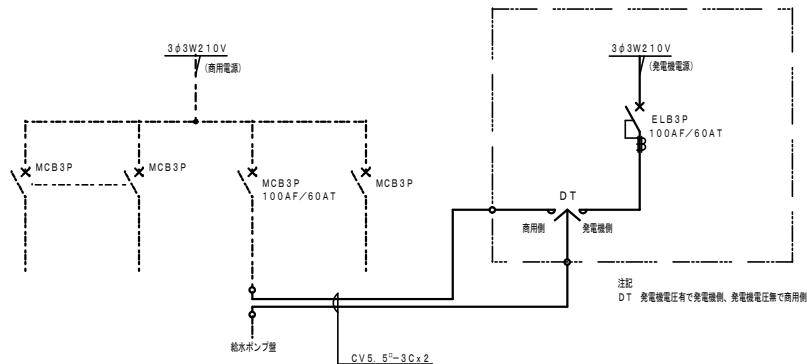 3φ3W210V
(商用電源)
MCB3P
MCB3P
MCB3P
100AF/60AT
MCB3P
3φ3W210V
(発電機電源)
ELB3P
100AF/60AT
DT
商用側
発電機側
給水ポンプ盤
CV5.5□-3C×2
注記
DT 発電機電圧有で発電機側、発電機電圧無で商用側